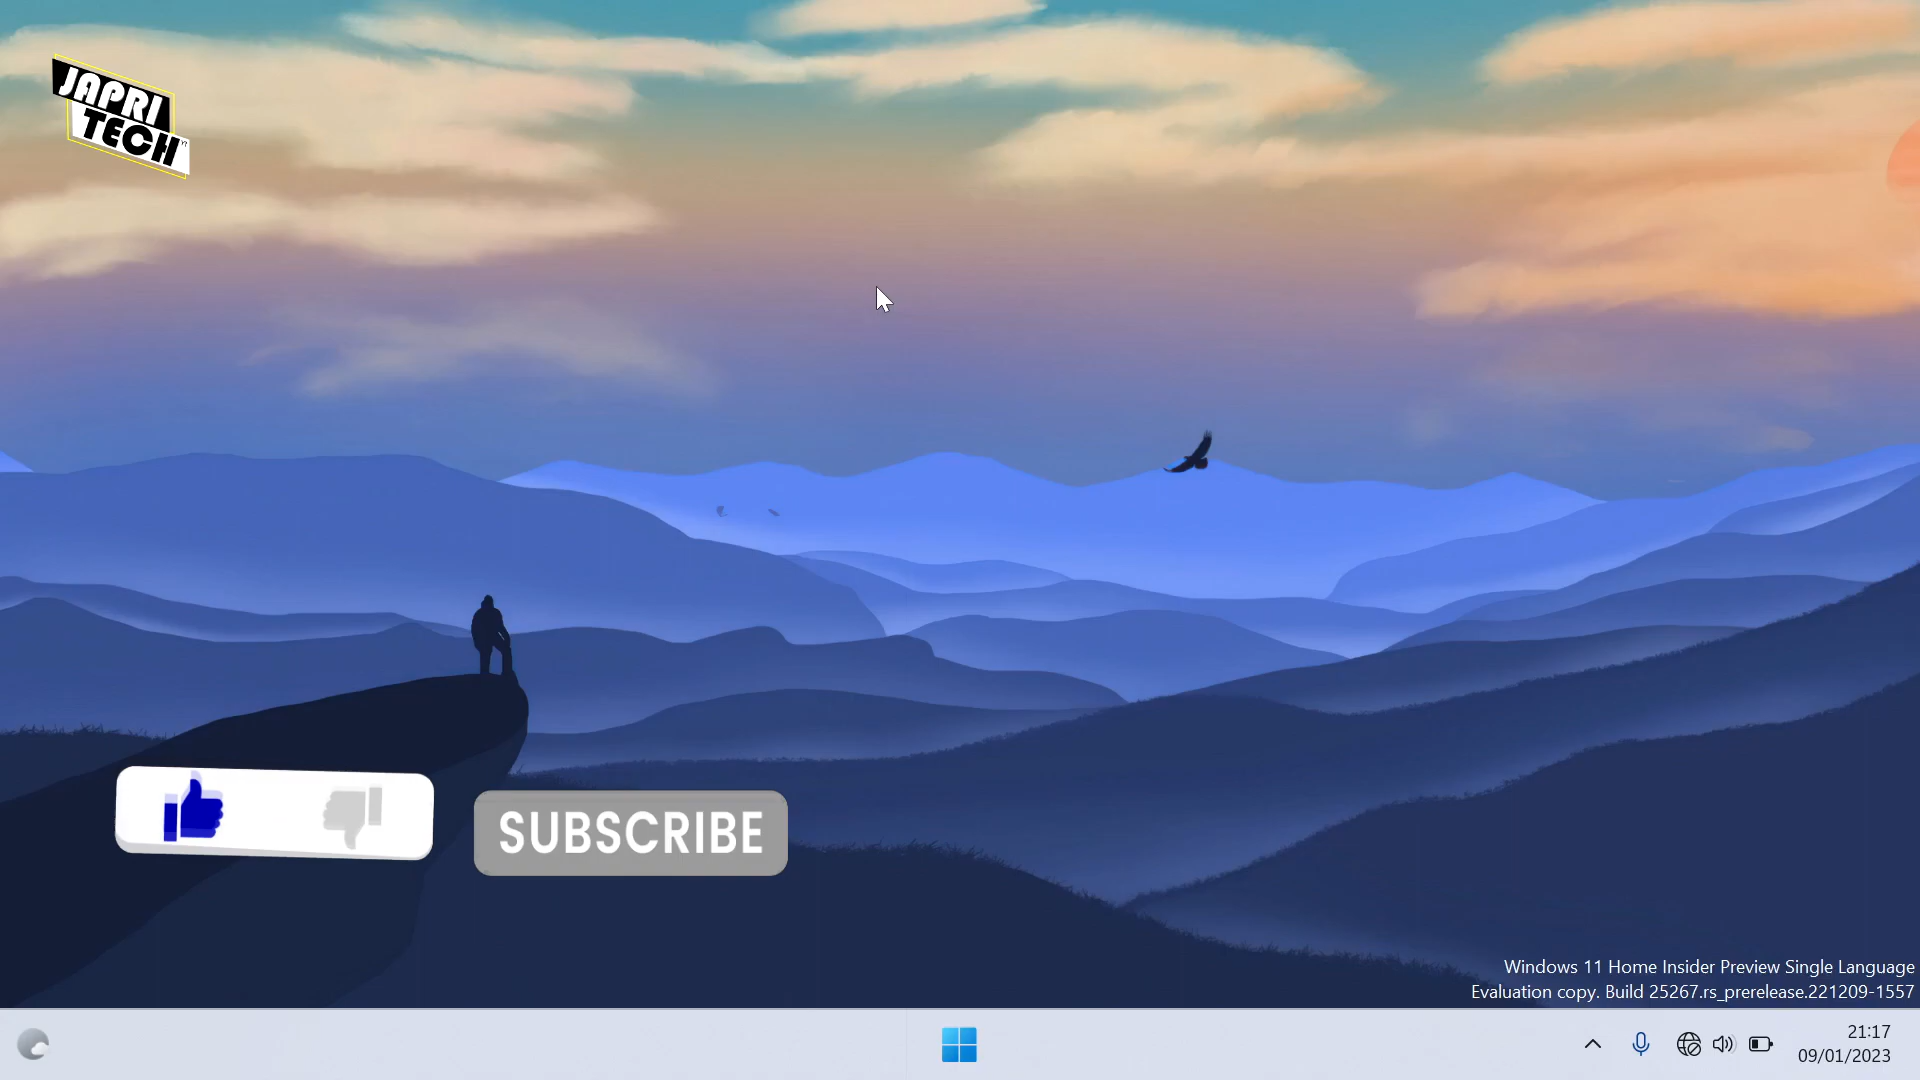 JAPRI
TECH
SUBSCRIBE
Windows 11 Home Insider Preview Single Language
Evaluation copy. Build 25267.rs_prerelease.221209-1557
21:17
09/01/2023